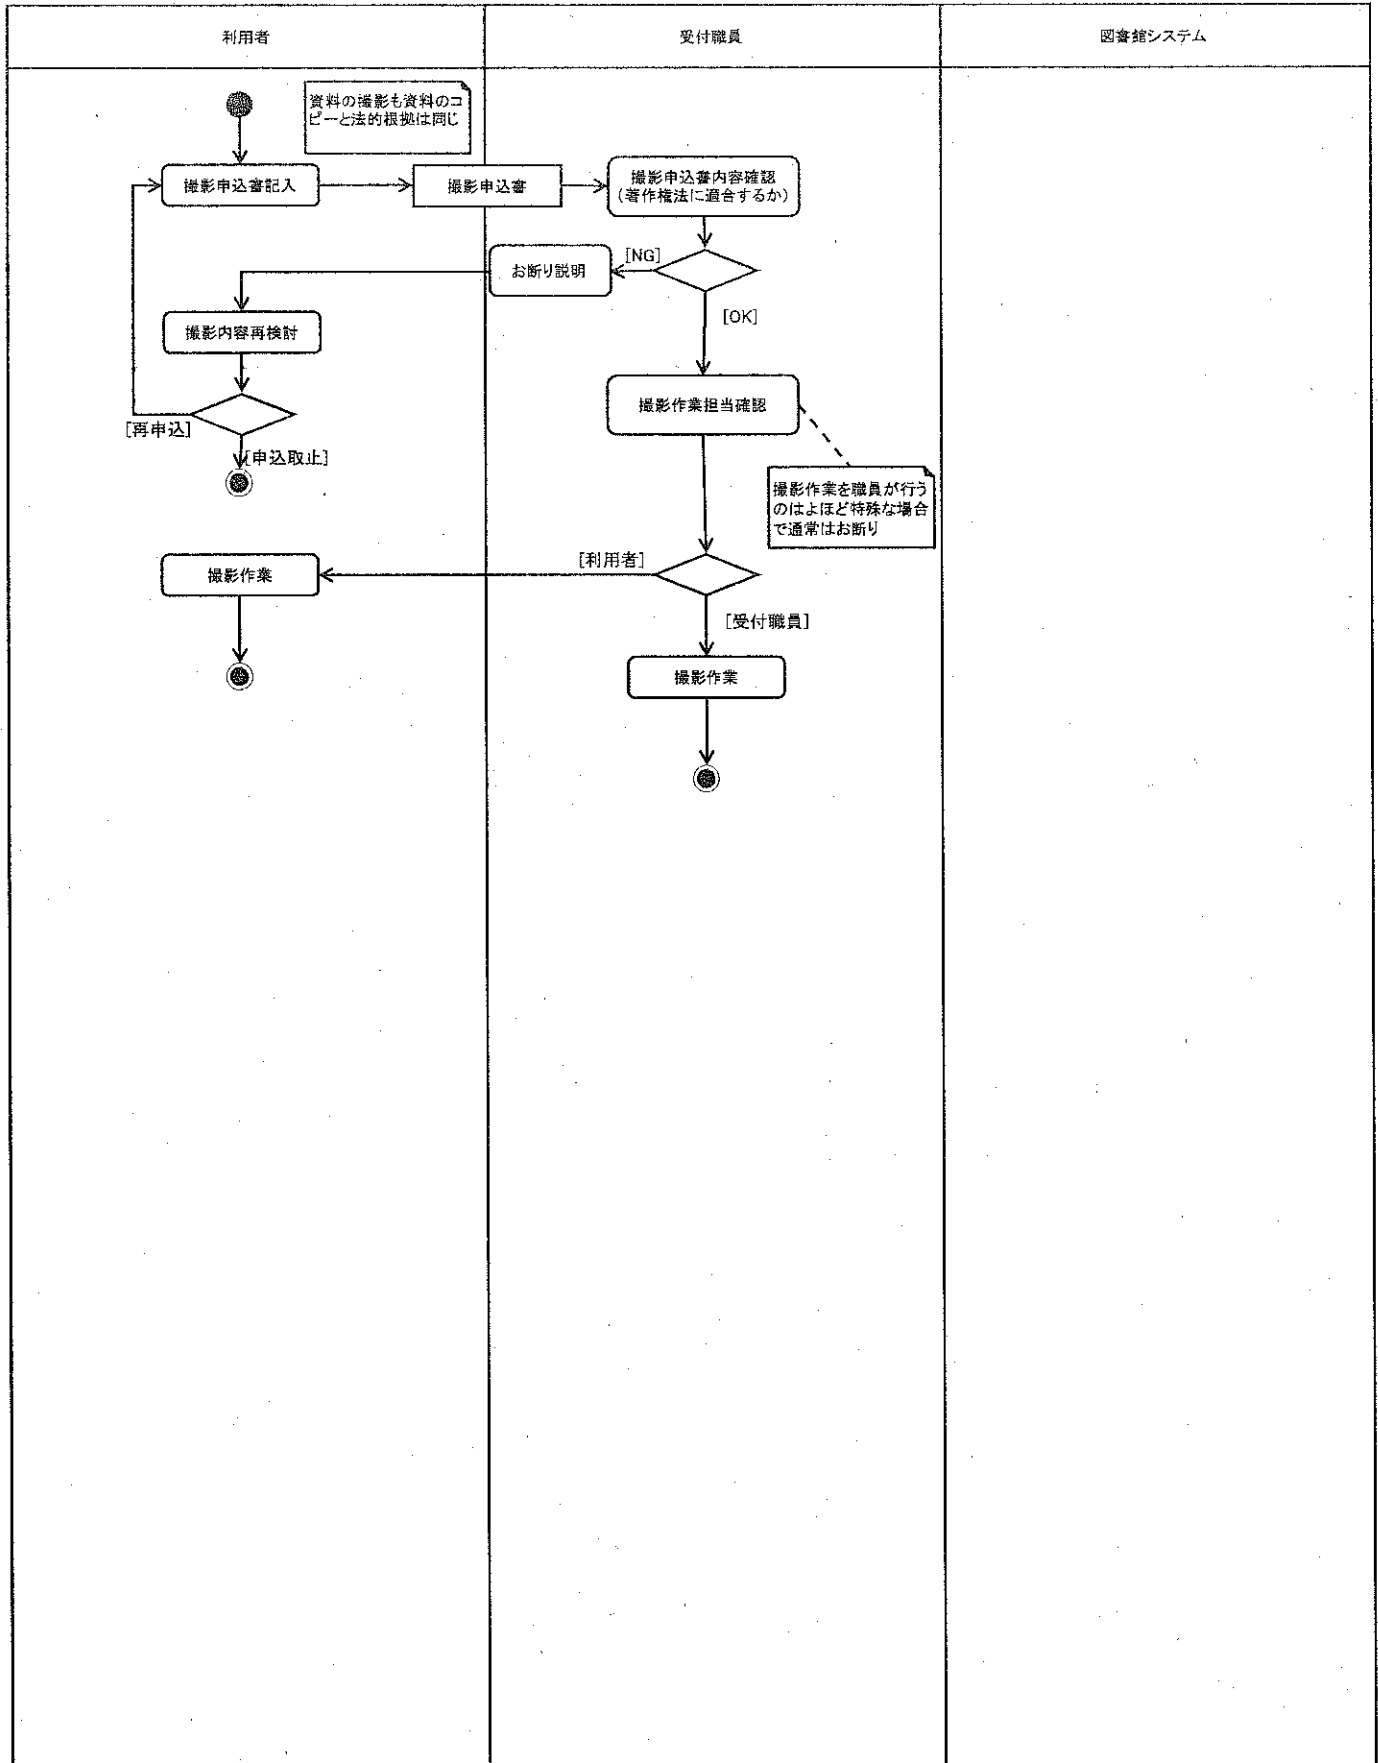 利用者
受付職員
図書館システム
資料の撮影も資料のコ
ピーと法的根拠は同じ
撮影申込書記入
撮影申込書
撮影申込書内容確認
(著作権法に適合するか)
お断り説明
[NG]
[OK]
撮影内容再検討
撮影作業担当確認
[再申込]
[申込取止]
撮影作業を職員が行う
のはよほど特殊な場合
で通常はお断り
[利用者]
撮影作業
[受付職員]
撮影作業